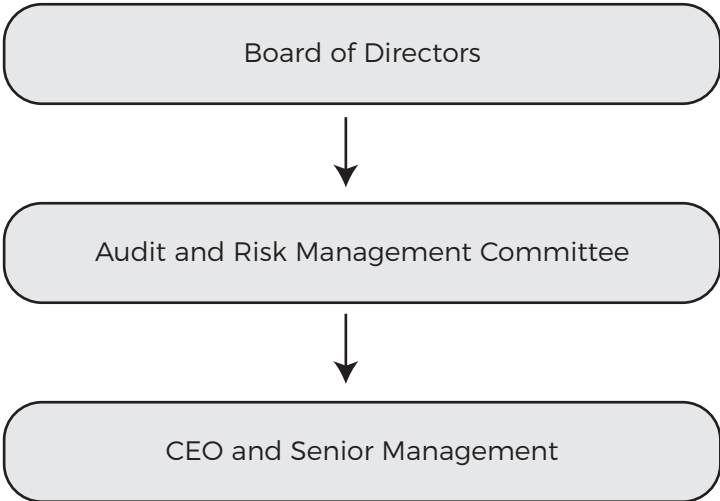 Board of Directors
Audit and Risk Management Committee
CEO and Senior Management